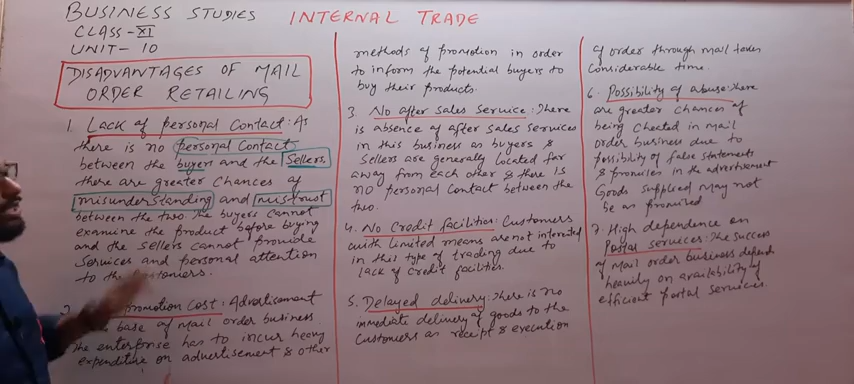 BUSINESS STUDIES
INTERNAL TRADE
CLASS-XI
UNIT-10
DISADVANTAGES OF MAIL
ORDER RETAILING
1. Lack of personal Contact: As
there is no personal contact
between the buyers and the Sellers,
there are greater Chances of
misunderstanding and mistrust
between the two. The buyers cannot
examine the product before buying
and the sellers cannot provide
Services and personal attention
to the Customers.
promotion cost: Advertisement
base of mail order business
The enterprise has to incur heavy
expenditure on advertisement & other
methods of promotion in order
to inform the potential buyers to
buy their products.
3. No after sales service: There
is absence of after sales services
in this business as buyers &
sellers are generally located far
away from each other & there is
no personal contact between the
two.
4. No Credit facilities: Customers
with limited means are not interested
in this type of trading due to
lack of credit facilities.
5. Delayed delivery: There is no
immediate delivery of goods to the
Customers as receipt & execution
of order through mail takes
Considerable time.
6. Possibility of abuse: There
are greater chances of
being cheated in mail
order business due to
possibility of false statements
& promises in the advertisement
Goods supplied may not
be as promised
7. High dependence on
Postal services: The success
of mail order business depend
heavily on availability of
efficient postal services.